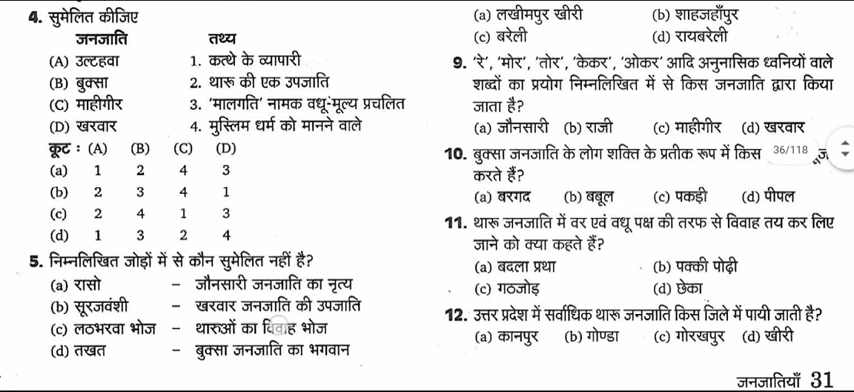 4. सुमेलित कीजिए
जनजाति तथ्य
(A) उल्टहवा 1. कत्थे के व्यापारी
(B) बुक्सा 2. थारू की एक उपजाति
(C) माहीगीर 3. 'मालगति' नामक वधू-मूल्य प्रचलित
(D) खरवार 4. मुस्लिम धर्म को मानने वाले
कूट : (A) (B) (C) (D)
(a) 1 2 4 3
(b) 2 3 4 1
(c) 2 4 1 3
(d) 1 3 2 4
5. निम्नलिखित जोड़ों में से कौन सुमेलित नहीं है?
(a) रासो – जौनसारी जनजाति का नृत्य
(b) सूरजवंशी – खरवार जनजाति की उपजाति
(c) लठभरवा भोज – थारुओं का विवाह भोज
(d) तखत – बुक्सा जनजाति का भगवान
(a) लखीमपुर खीरी (b) शाहजहाँपुर
(c) बरेली (d) रायबरेली
9. 'रे', 'मोर', 'तोर', 'केकर', 'ओकर' आदि अनुनासिक ध्वनियों वाले
शब्दों का प्रयोग निम्नलिखित में से किस जनजाति द्वारा किया
जाता है?
(a) जौनसारी (b) राजी (c) माहीगीर (d) खरवार
10. बुक्सा जनजाति के लोग शक्ति के प्रतीक रूप में किस 36/118
करते हैं?
(a) बरगद (b) बबूल (c) पकड़ी (d) पीपल
11. थारू जनजाति में वर एवं वधू पक्ष की तरफ से विवाह तय कर लिए
जाने को क्या कहते हैं?
(a) बदला प्रथा (b) पक्की पोढ़ी
(c) गठजोड़ (d) छेका
12. उत्तर प्रदेश में सर्वाधिक थारू जनजाति किस जिले में पायी जाती है?
(a) कानपुर (b) गोण्डा (c) गोरखपुर (d) खीरी
जनजातियाँ 31